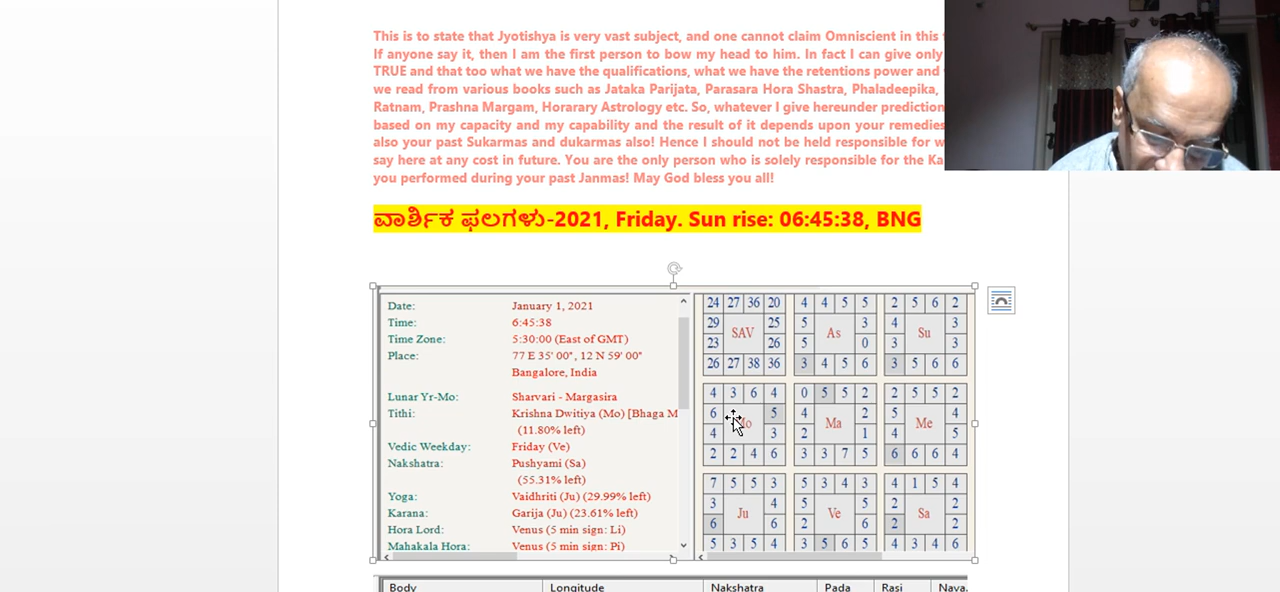 This is to state that Jyotishya is very vast subject, and one cannot claim Omniscient in this
If anyone say it, then I am the first person to bow my head to him. In fact I can give only
TRUE and that too what we have the qualifications, what we have the retentions power and
we read from various books such as Jataka Parijata, Parasara Hora Shastra, Phaladeepika,
Ratnam, Prashna Margam, Horarary Astrology etc. So, whatever I give hereunder prediction
based on my capacity and my capability and the result of it depends upon your remedies
also your past Sukarmas and dukarmas also! Hence I should not be held responsible for w
say here at any cost in future. You are the only person who is solely responsible for the Ka
you performed during your past Janmas! May God bless you all!
ವಾರ್ಶಿಕ ಫಲಗಳು-2021, Friday. Sun rise: 06:45:38, BNG
Date: January 1, 2021
Time: 6:45:38
Time Zone: 5:30:00 (East of GMT)
Place: 77 E 35' 00", 12 N 59' 00"
Bangalore, India
Lunar Yr-Mo: Sharvari - Margasira
Tithi: Krishna Dwitiya (Mo) [Bhaga M
(11.80% left)
Vedic Weekday: Friday (Ve)
Nakshatra: Pushyami (Sa)
(55.31% left)
Yoga: Vaidhriti (Ju) (29.99% left)
Karana: Garija (Ju) (23.61% left)
Hora Lord: Venus (5 min sign: Li)
Mahakala Hora: Venus (5 min sign: Pi)
24 27 36 20 4 4 5 5 2 5 6 2
29 SAV 25 5 As 3 4 Su 3
23 26 5 0 3 3
26 27 38 36 3 4 5 6 3 5 6 6
4 3 6 4 0 5 5 2 2 5 5 2
6 5 4 Ma 2 5 Me 4
4 3 2 1 4 5
2 2 4 6 3 3 7 5 6 6 6 4
7 5 5 3 5 3 4 3 4 1 5 4
3 Ju 4 5 Ve 5 2 Sa 2
6 6 2 6 2 2
5 3 5 4 3 5 6 5 4 3 4 6
Body Longitude Nakshatra Pada Rasi Nava.